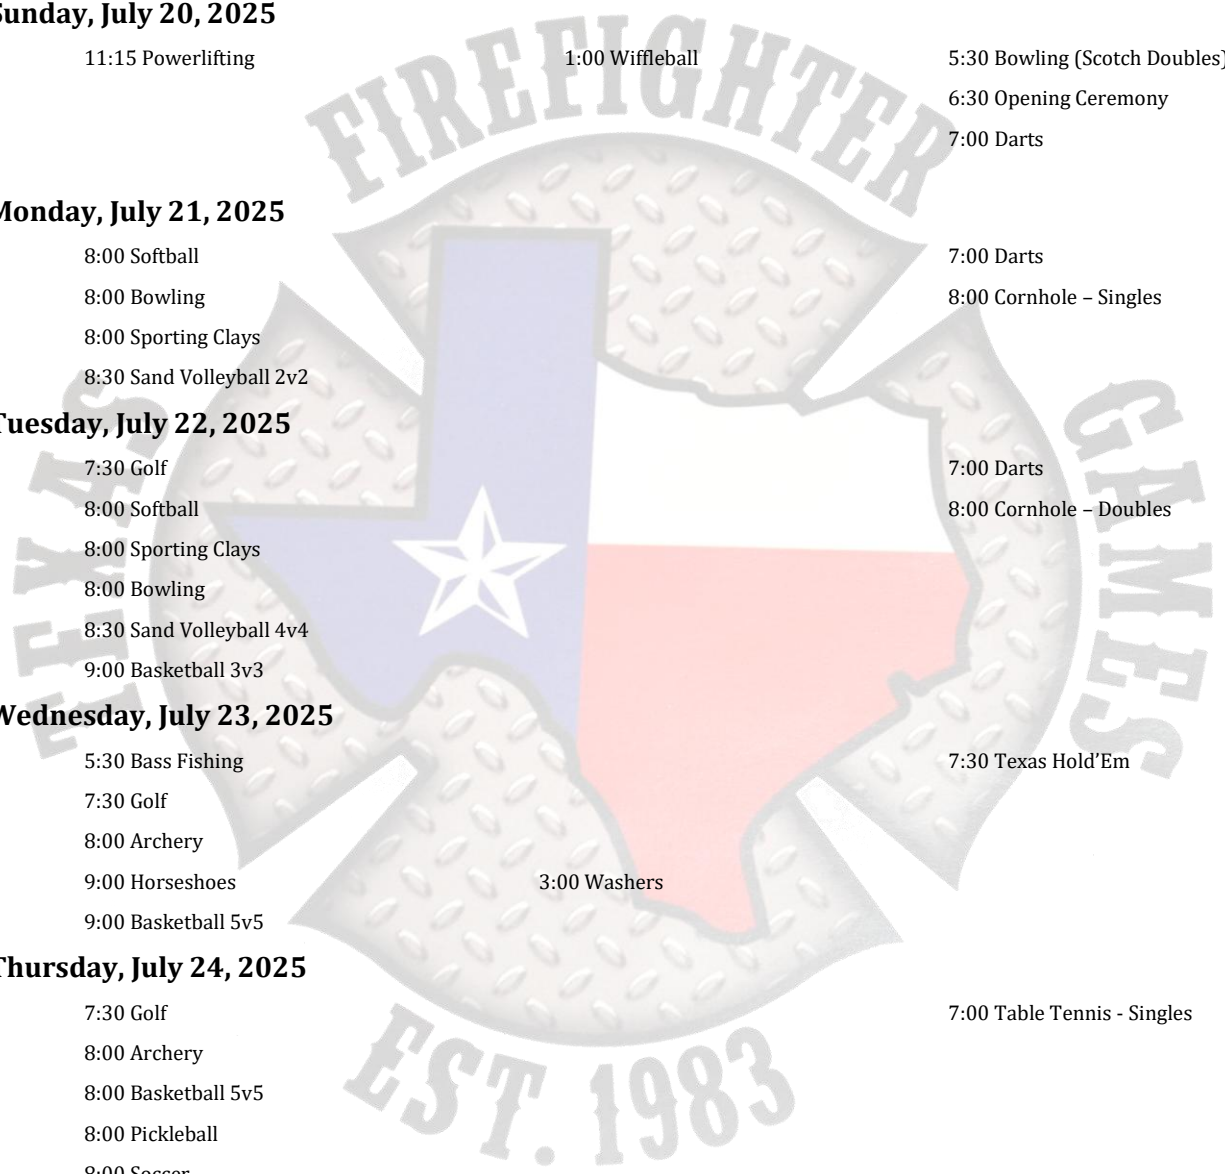 Sunday, July 20, 2025
11:15 Powerlifting 1:00 Wiffleball 5:30 Bowling (Scotch Doubles)
6:30 Opening Ceremony
7:00 Darts
Monday, July 21, 2025
8:00 Softball 7:00 Darts
8:00 Bowling 8:00 Cornhole – Singles
8:00 Sporting Clays
8:30 Sand Volleyball 2v2
Tuesday, July 22, 2025
7:30 Golf 7:00 Darts
8:00 Softball 8:00 Cornhole – Doubles
8:00 Sporting Clays
8:00 Bowling
8:30 Sand Volleyball 4v4
9:00 Basketball 3v3
Wednesday, July 23, 2025
5:30 Bass Fishing 7:30 Texas Hold’Em
7:30 Golf
8:00 Archery
9:00 Horseshoes 3:00 Washers
9:00 Basketball 5v5
Thursday, July 24, 2025
7:30 Golf 7:00 Table Tennis - Singles
8:00 Archery
8:00 Basketball 5v5
8:00 Pickleball
8:00 Soccer
TEXAS
FIREFIGHTER
GAMES
EST. 1983